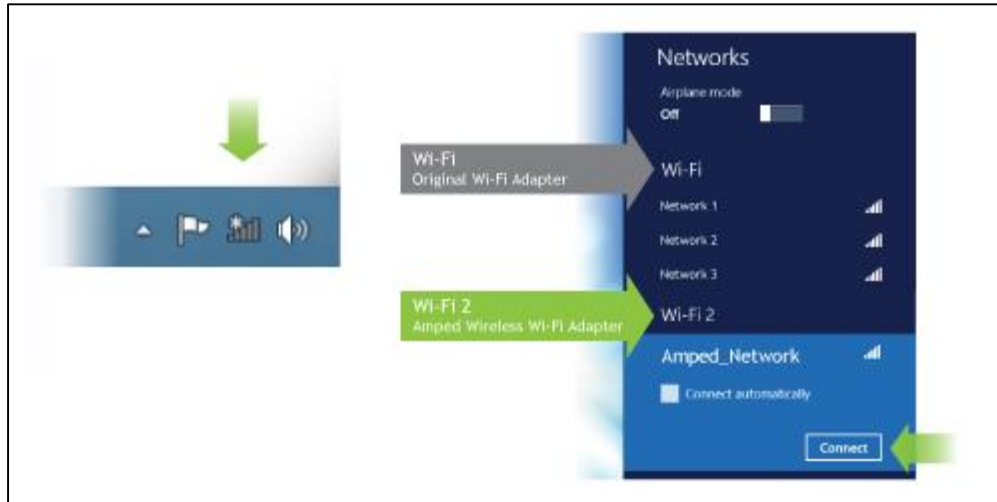 Networks
Airplane mode
Off
Wi-Fi
Original Wi-Fi Adapter
Wi-Fi
Network 1
Network 2
Network 3
Wi-Fi 2
Amped Wireless Wi-Fi Adapter
Wi-Fi 2
Amped_Network
Connect automatically
Connect